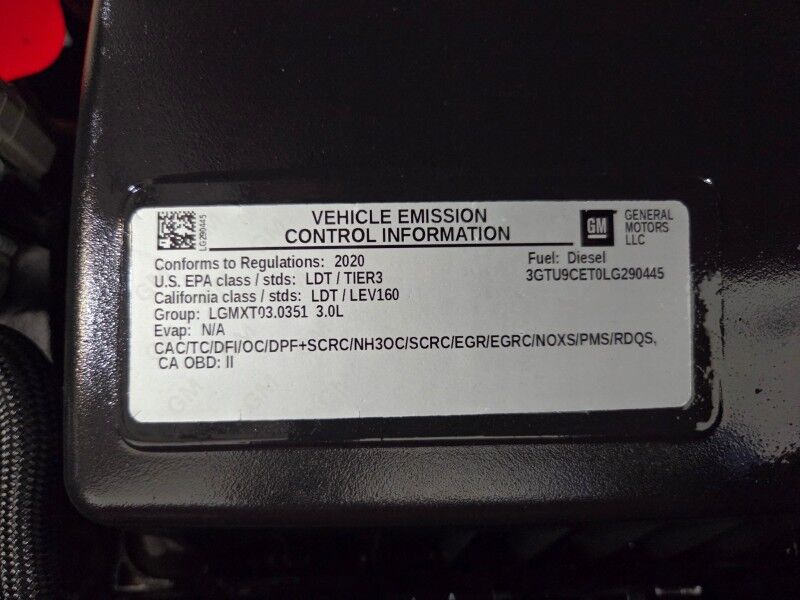 LG290445
VEHICLE EMISSION
CONTROL INFORMATION
GM
GENERAL
MOTORS
LLC
Conforms to Regulations: 2020
Fuel: Diesel
U.S. EPA class / stds: LDT / TIER3
3GTU9CET0LG290445
California class / stds: LDT / LEV160
Group: LGMXT03.0351 3.0L
Evap: N/A
CAC/TC/DFI/OC/DPF+SCRC/NH3OC/SCRC/EGR/EGRC/NOXS/PMS/RDQS,
CA OBD: II